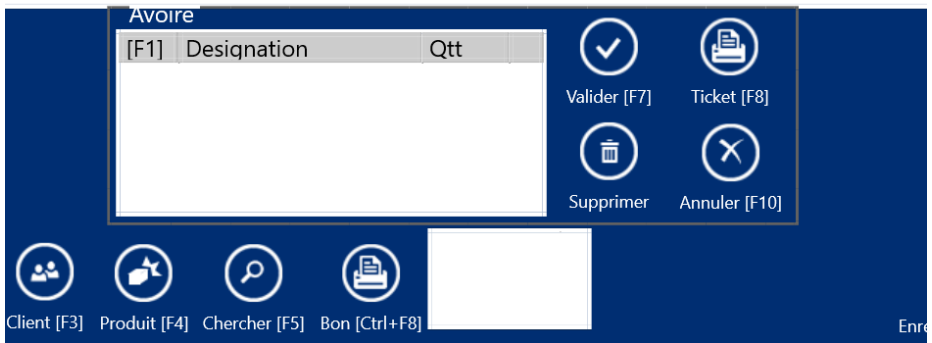 Avoire
[F1] Designation Qtt
Valider [F7] Ticket [F8]
Supprimer Annuler [F10]
Client [F3] Produit [F4] Chercher [F5] Bon [Ctrl+F8]
Enre